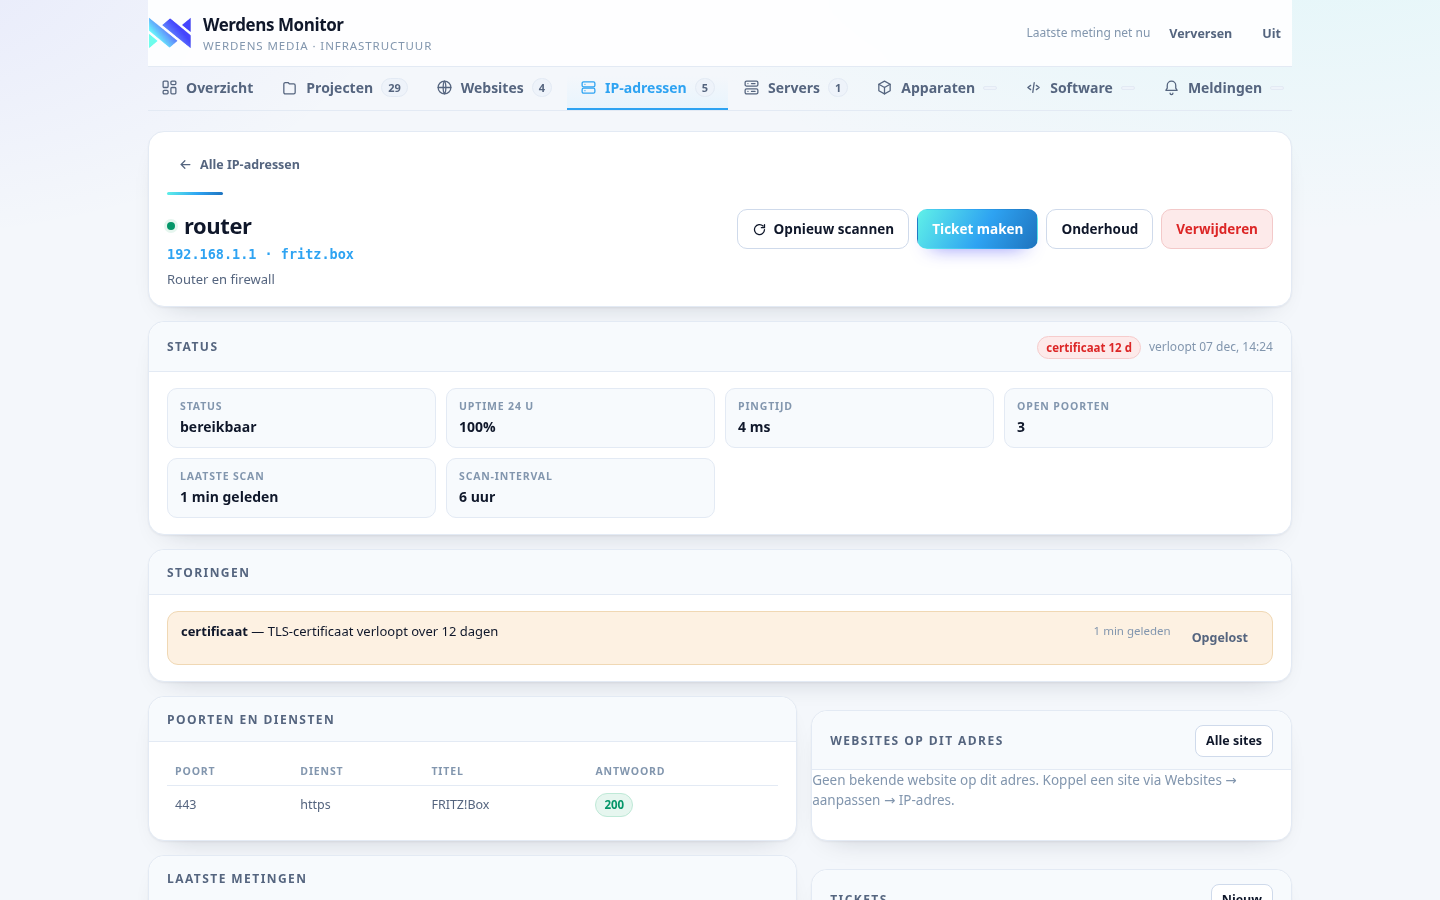 Werdens Monitor
WERDENS MEDIA · INFRASTRUCTUUR
Laatste meting net nu
Verversen
Uit
Overzicht
Projecten 29
Websites 4
IP-adressen 5
Servers 1
Apparaten
Software
Meldingen
← Alle IP-adressen
router
192.168.1.1 · fritz.box
Router en firewall
Opnieuw scannen
Ticket maken
Onderhoud
Verwijderen
STATUS
certificaat 12 d
verloopt 07 dec, 14:24
STATUS
bereikbaar
UPTIME 24 U
100%
PINGTIJD
4 ms
OPEN POORTEN
3
LAATSTE SCAN
1 min geleden
SCAN-INTERVAL
6 uur
STORINGEN
certificaat — TLS-certificaat verloopt over 12 dagen
1 min geleden
Opgelost
POORTEN EN DIENSTEN
POORT DIENST TITEL ANTWOORD
443 https FRITZ!Box 200
WEBSITES OP DIT ADRES
Alle sites
Geen bekende website op dit adres. Koppel een site via Websites →
aanpassen → IP-adres.
LAATSTE METINGEN
TICKETS
Nieuw